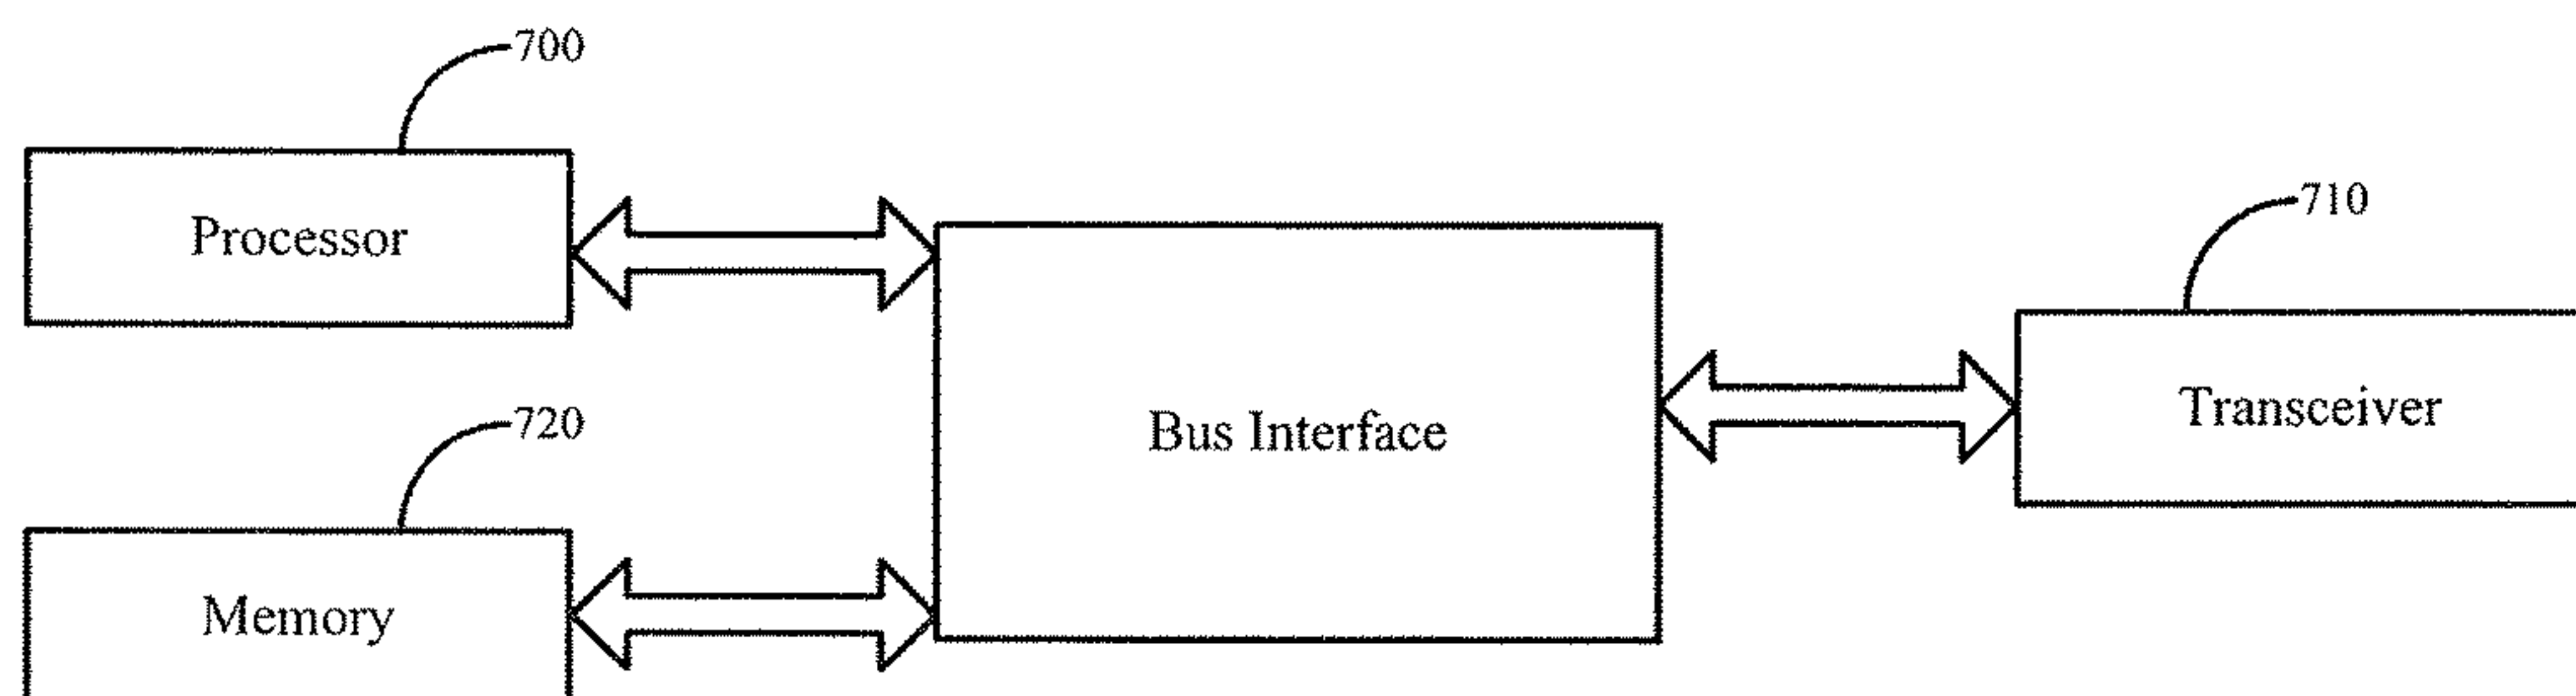 700
Processor
710
Transceiver
Bus Interface
720
Memory